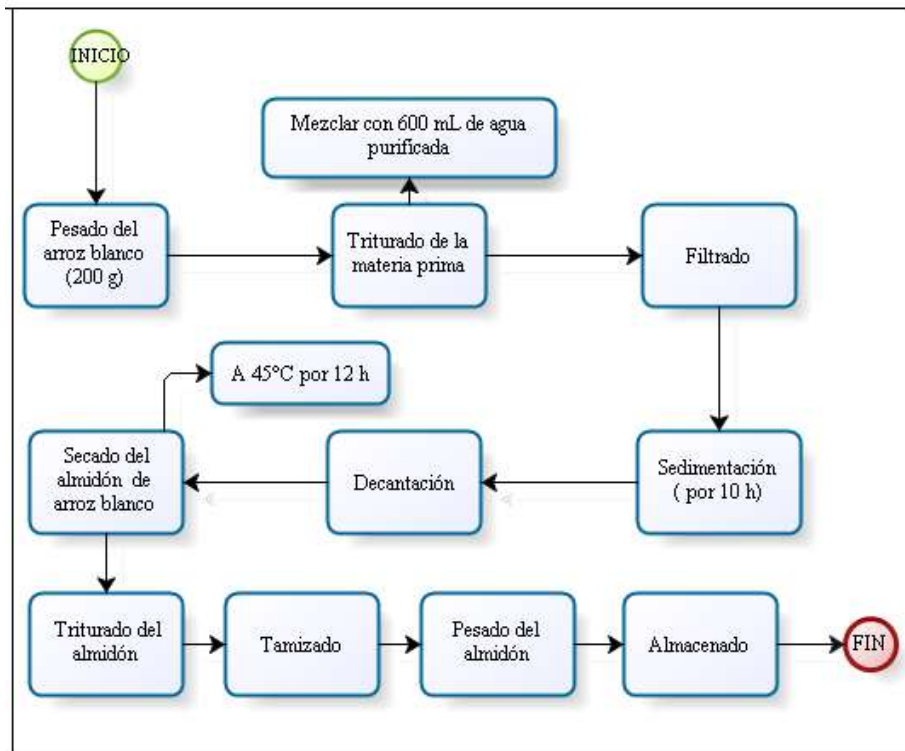 INICIO
Mezclar con 600 mL de agua
purificada
Pesado del
arroz blanco
(200 g)
Triturado de la
materia prima
Filtrado
A 45°C por 12 h
Secado del
almidón de
arroz blanco
Decantación
Sedimentación
( por 10 h)
Triturado del
almidón
Tamizado
Pesado del
almidón
Almacenado
FIN